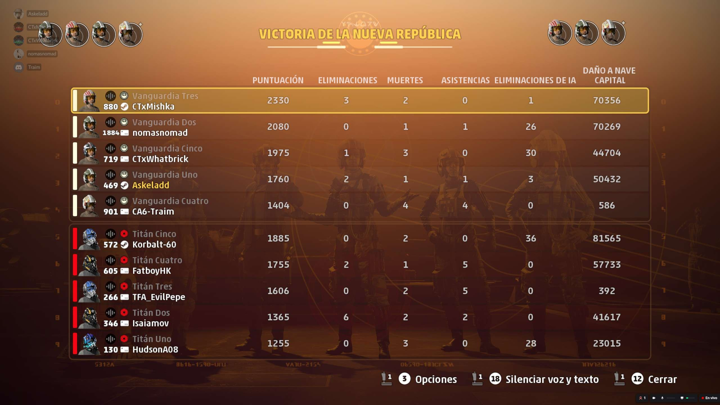 VICTORIA DE LA NUEVA REPÚBLICA
PUNTUACIÓN ELIMINACIONES MUERTES ASISTENCIAS ELIMINACIONES DE IA DAÑO A NAVE CAPITAL
Vanguardia Tres
880 CTxMishka 2330 3 2 0 1 70356
Vanguardia Dos
1884 nomasnomad 2080 0 1 1 26 70269
Vanguardia Cinco
719 CTxWhatbrick 1975 1 3 0 30 44704
Vanguardia Uno
469 Askeladd 1760 2 1 1 3 50432
Vanguardia Cuatro
901 CA6-Traim 1404 0 4 4 0 586
Titán Cinco
572 Korbalt-60 1885 0 2 0 36 81565
Titán Cuatro
605 FatboyHK 1755 2 1 5 0 57733
Titán Tres
266 TFA_EvilPepe 1606 0 2 5 0 392
Titán Dos
346 Isaiamov 1365 6 2 2 0 41617
Titán Uno
130 HudsonA08 1255 0 3 0 28 23015
1 3 Opciones 1 18 Silenciar voz y texto 1 12 Cerrar